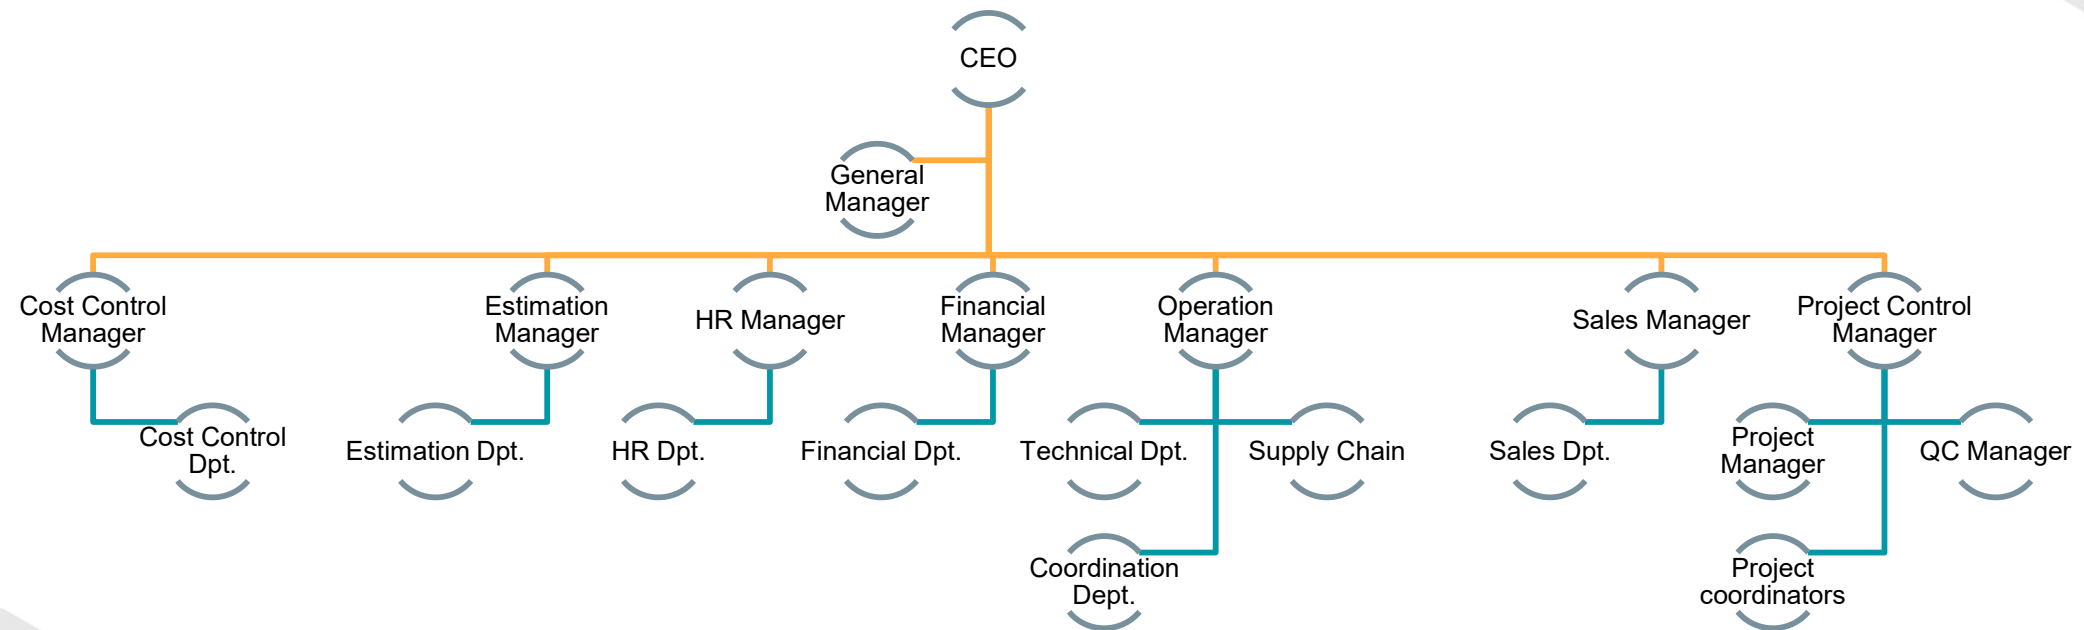 CEO
General
Manager
Cost Control
Manager
Estimation
Manager
HR Manager
Financial
Manager
Operation
Manager
Sales Manager
Project Control
Manager
Cost Control
Dpt.
Estimation Dpt.
HR Dpt.
Financial Dpt.
Technical Dpt.
Supply Chain
Sales Dpt.
Project
Manager
QC Manager
Coordination
Dept.
Project
coordinators